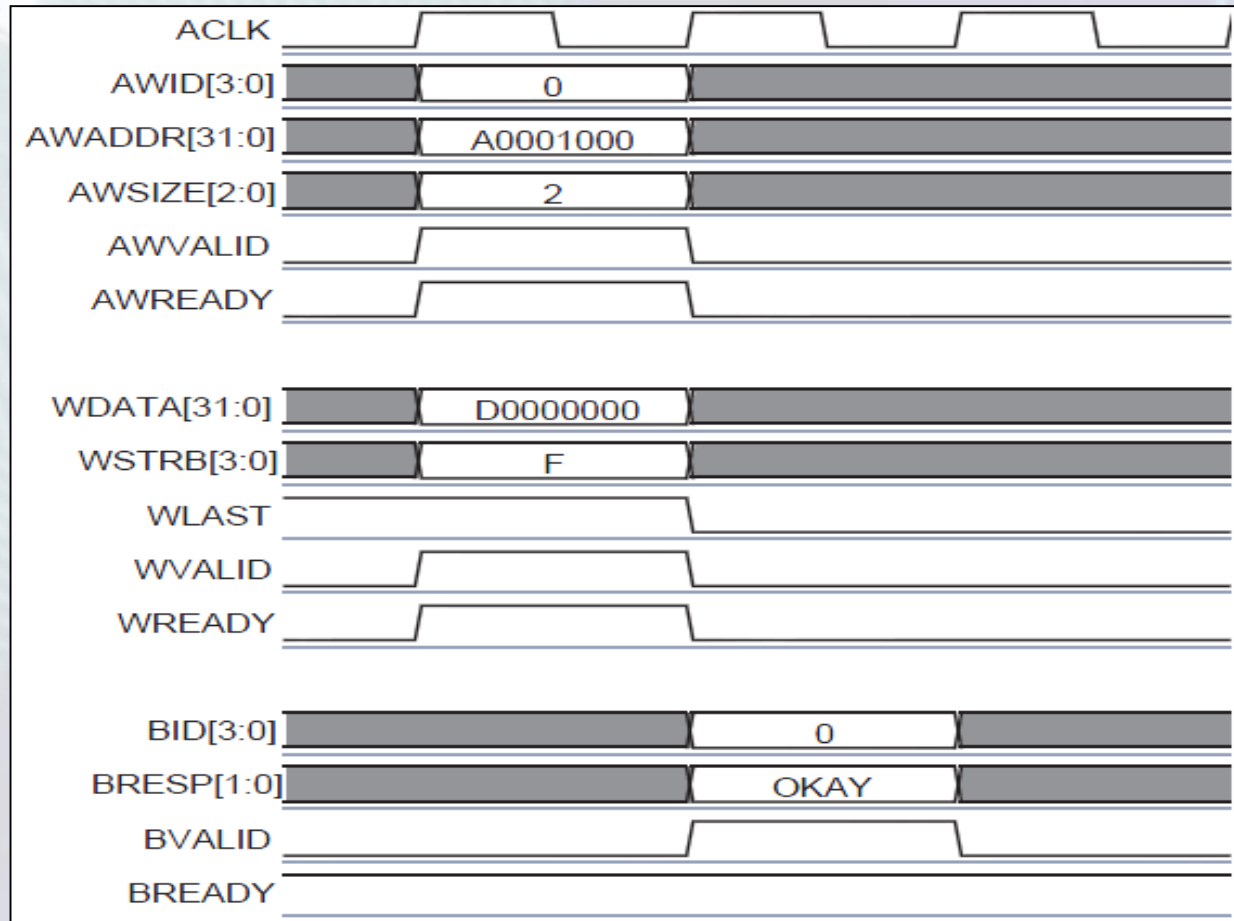 ACLK
AWID[3:0] 0
AWADDR[31:0] A0001000
AWSIZE[2:0] 2
AWVALID
AWREADY
WDATA[31:0] D0000000
WSTRB[3:0] F
WLAST
WVALID
WREADY
BID[3:0] 0
BRESP[1:0] OKAY
BVALID
BREADY